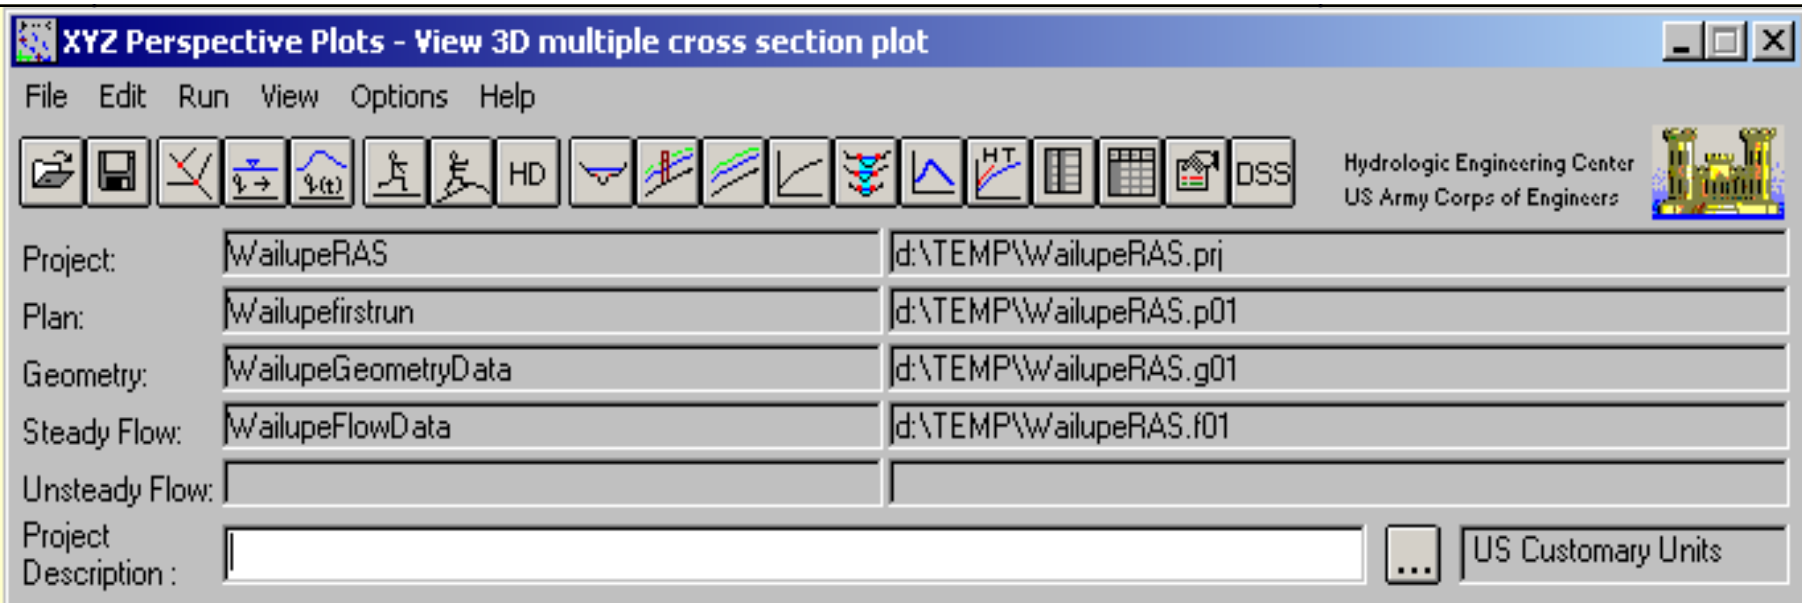 XYZ Perspective Plots - View 3D multiple cross section plot
File Edit Run View Options Help
q(t) HD HT DSS
Hydrologic Engineering Center
US Army Corps of Engineers
Project: WailupeRAS d:\TEMP\WailupeRAS.prj
Plan: Wailupefirstrun d:\TEMP\WailupeRAS.p01
Geometry: WailupeGeometryData d:\TEMP\WailupeRAS.g01
Steady Flow: WailupeFlowData d:\TEMP\WailupeRAS.f01
Unsteady Flow:
Project
Description : ... US Customary Units